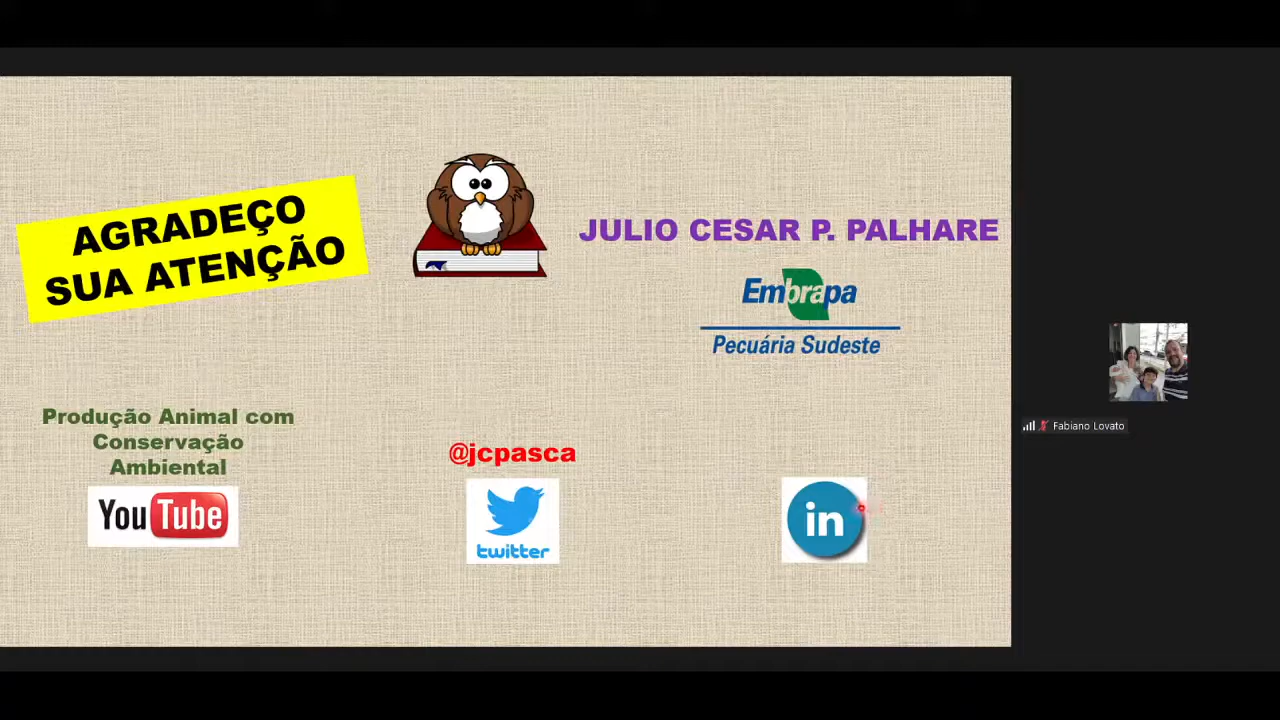 AGRADEÇO
SUA ATENÇÃO
JULIO CESAR P. PALHARE
Embrapa
Pecuária Sudeste
Produção Animal com
Conservação
Ambiental
YouTube
@jcpasca
twitter
in
Fabiano Lovato